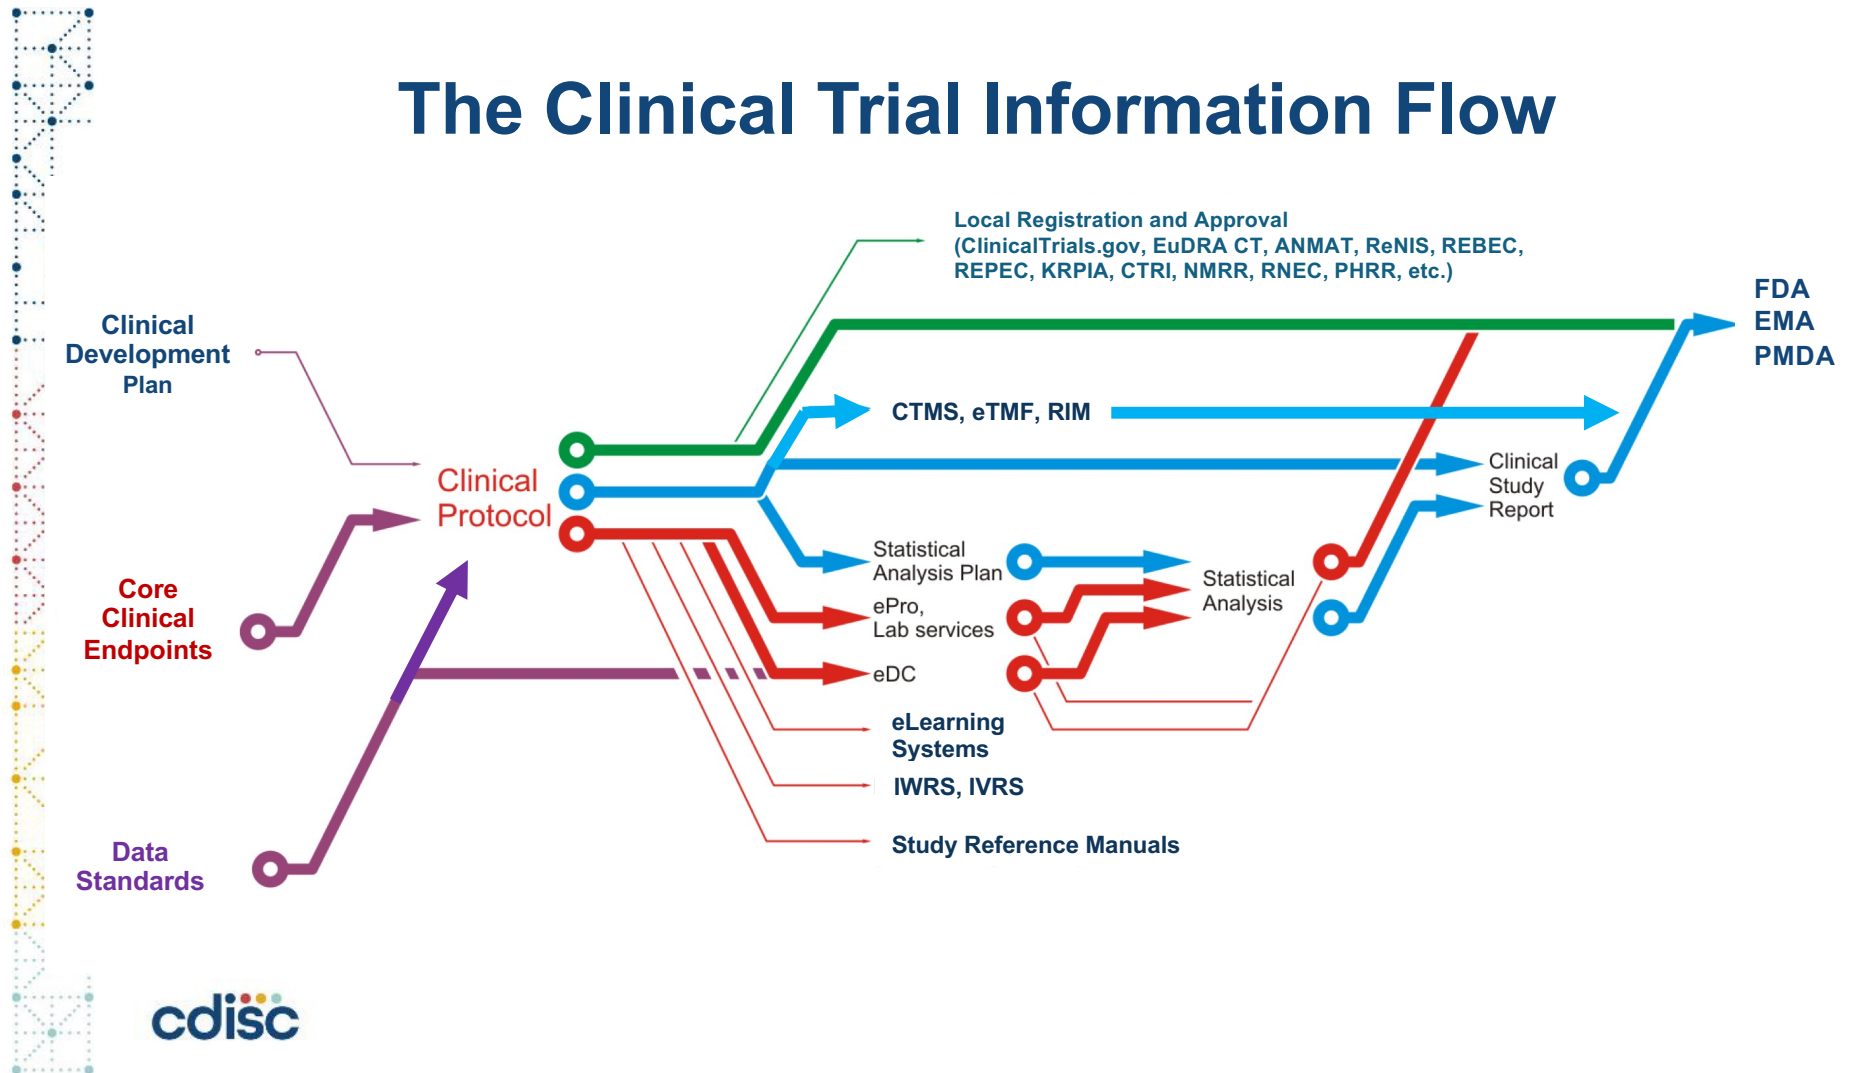 The Clinical Trial Information Flow
Local Registration and Approval
(ClinicalTrials.gov, EuDRA CT, ANMAT, ReNIS, REBEC,
REPEC, KRPIA, CTRI, NMRR, RNEC, PHRR, etc.)
FDA
EMA
PMDA
Clinical
Development
Plan
CTMS, eTMF, RIM
Clinical
Protocol
Clinical
Study
Report
Statistical
Analysis Plan
Statistical
Analysis
ePro,
Lab services
eDC
Core
Clinical
Endpoints
eLearning
Systems
IWRS, IVRS
Study Reference Manuals
Data
Standards
cdisc